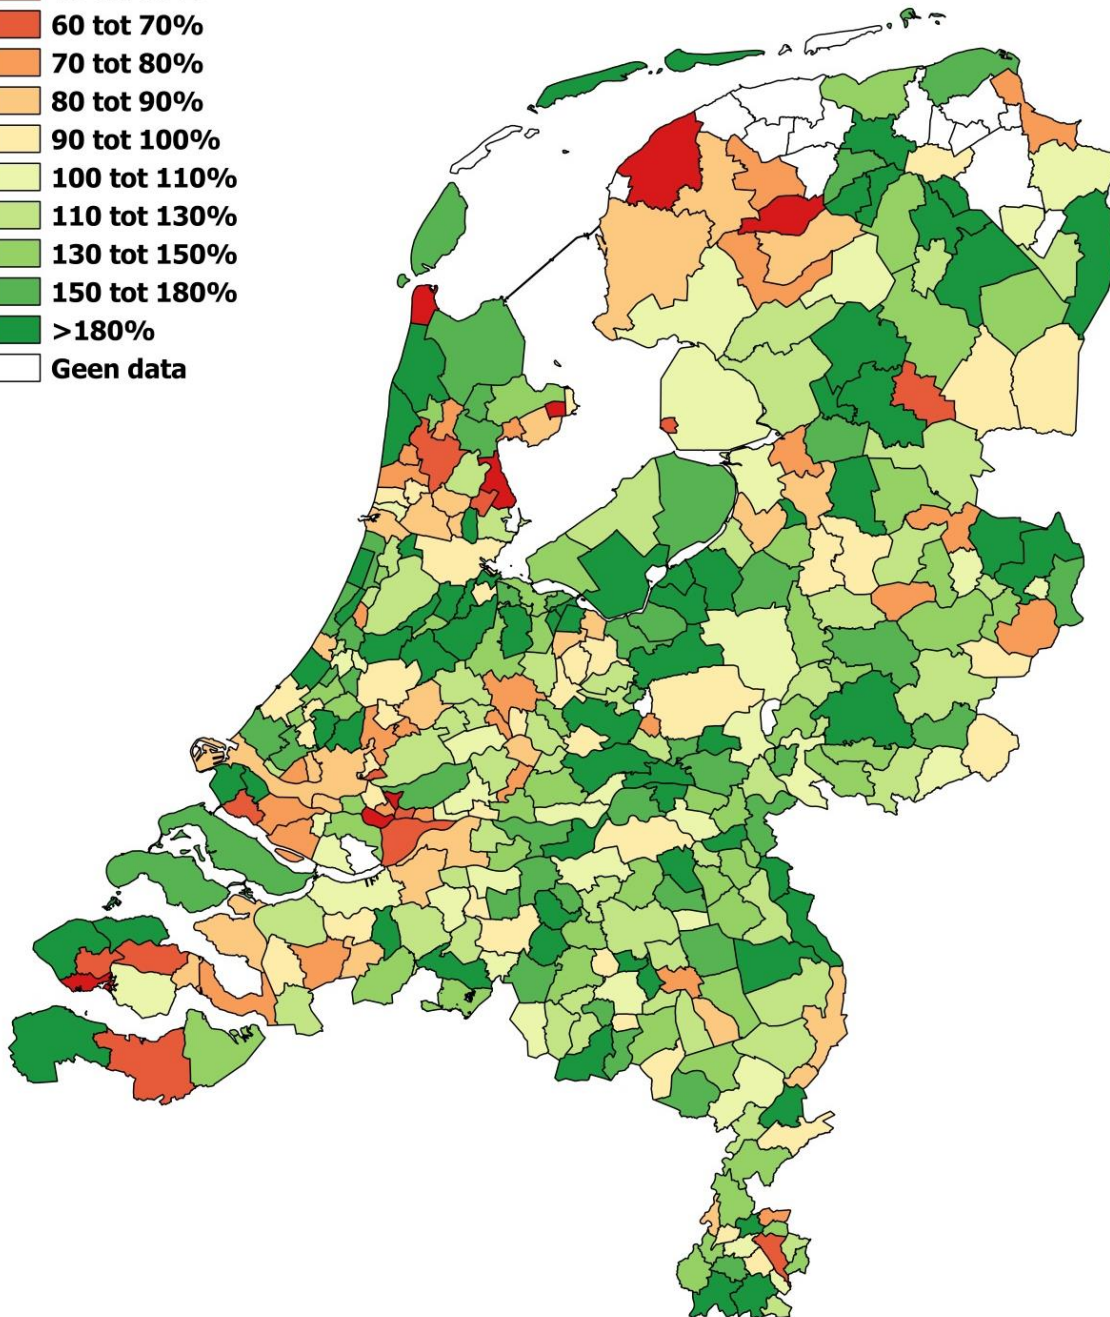 60 tot 70%
70 tot 80%
80 tot 90%
90 tot 100%
100 tot 110%
110 tot 130%
130 tot 150%
150 tot 180%
>180%
Geen data